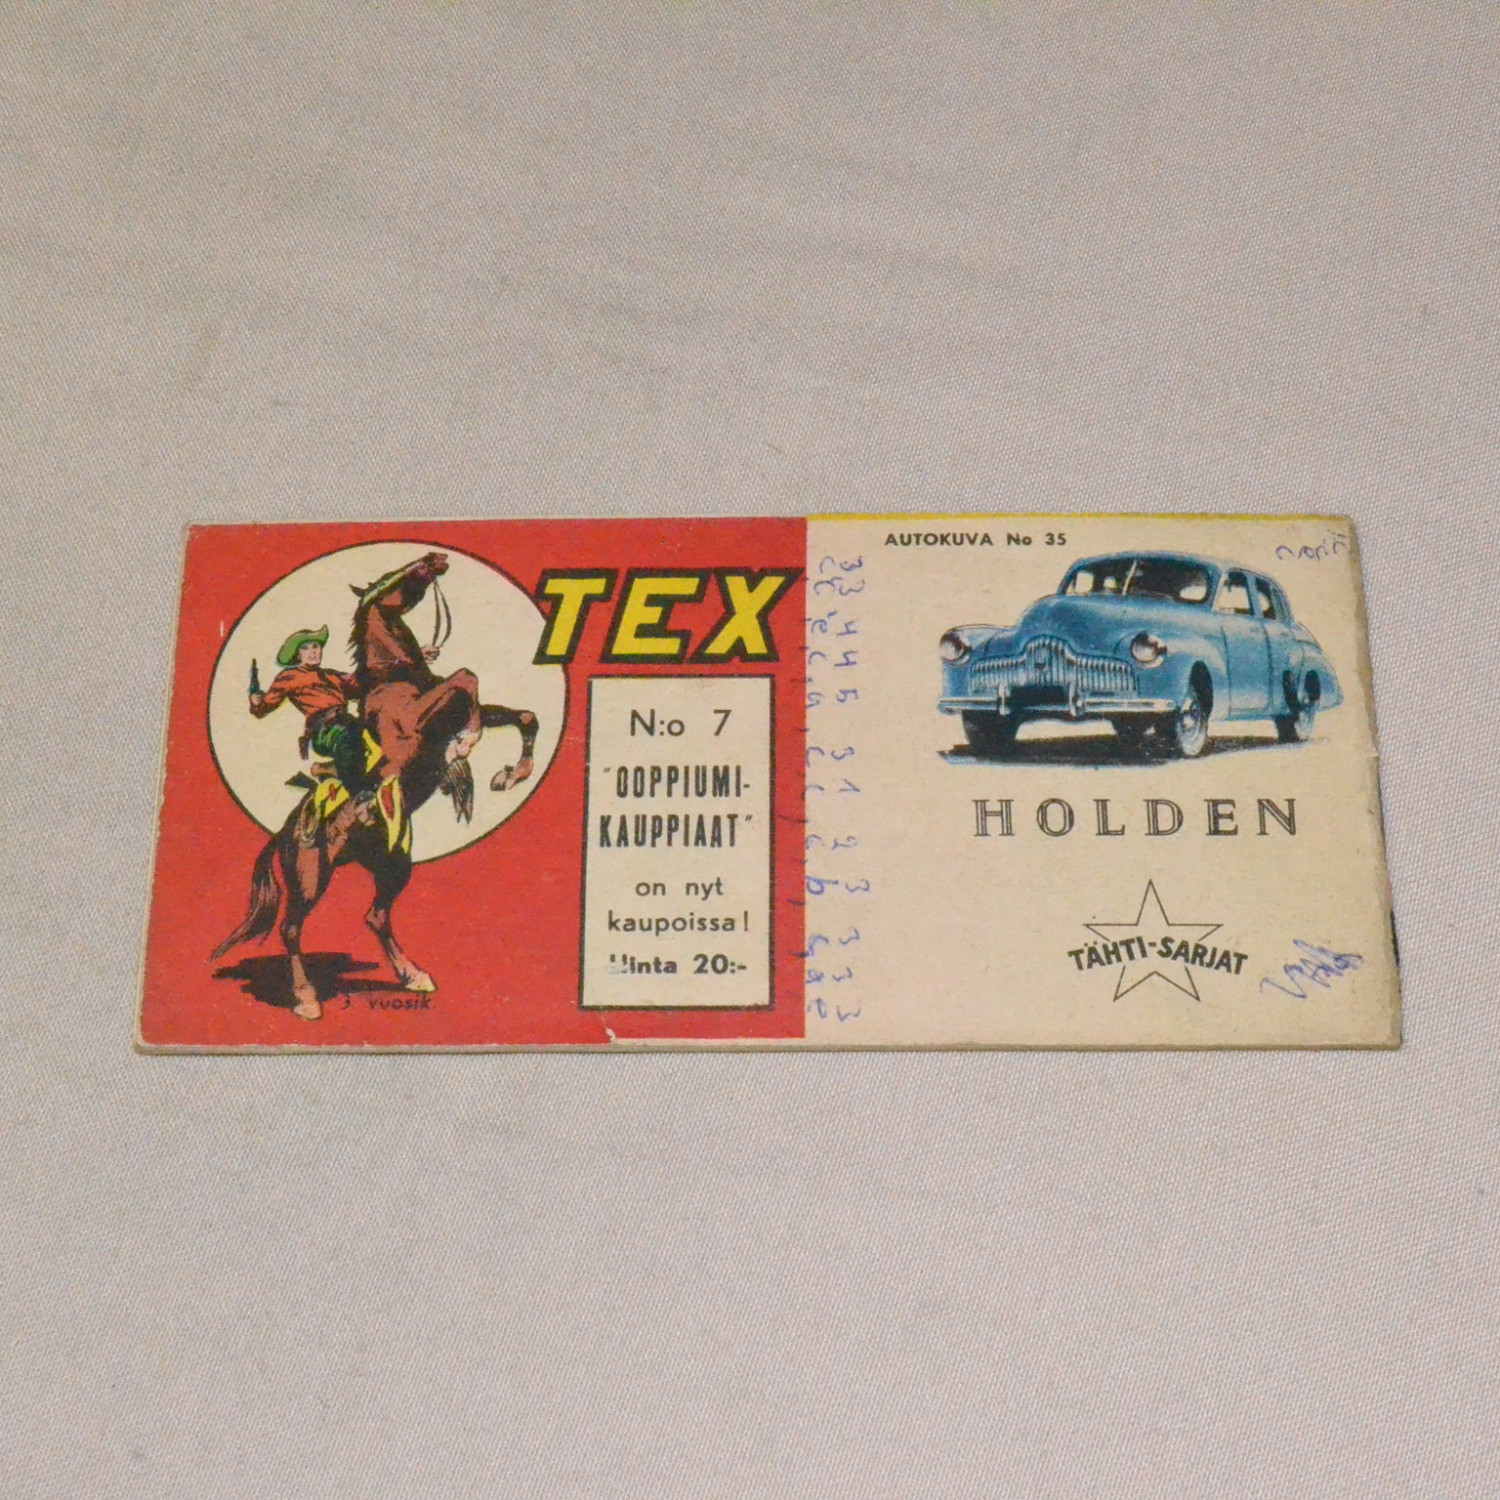 TEX
N:o 7
"OOPPIUMI-
KAUPPIAAT"
on nyt
kaupoissa!
Hinta 20:-
3. vuosik.
AUTOKUVA No 35
HOLDEN
TÄHTI-SARJAT